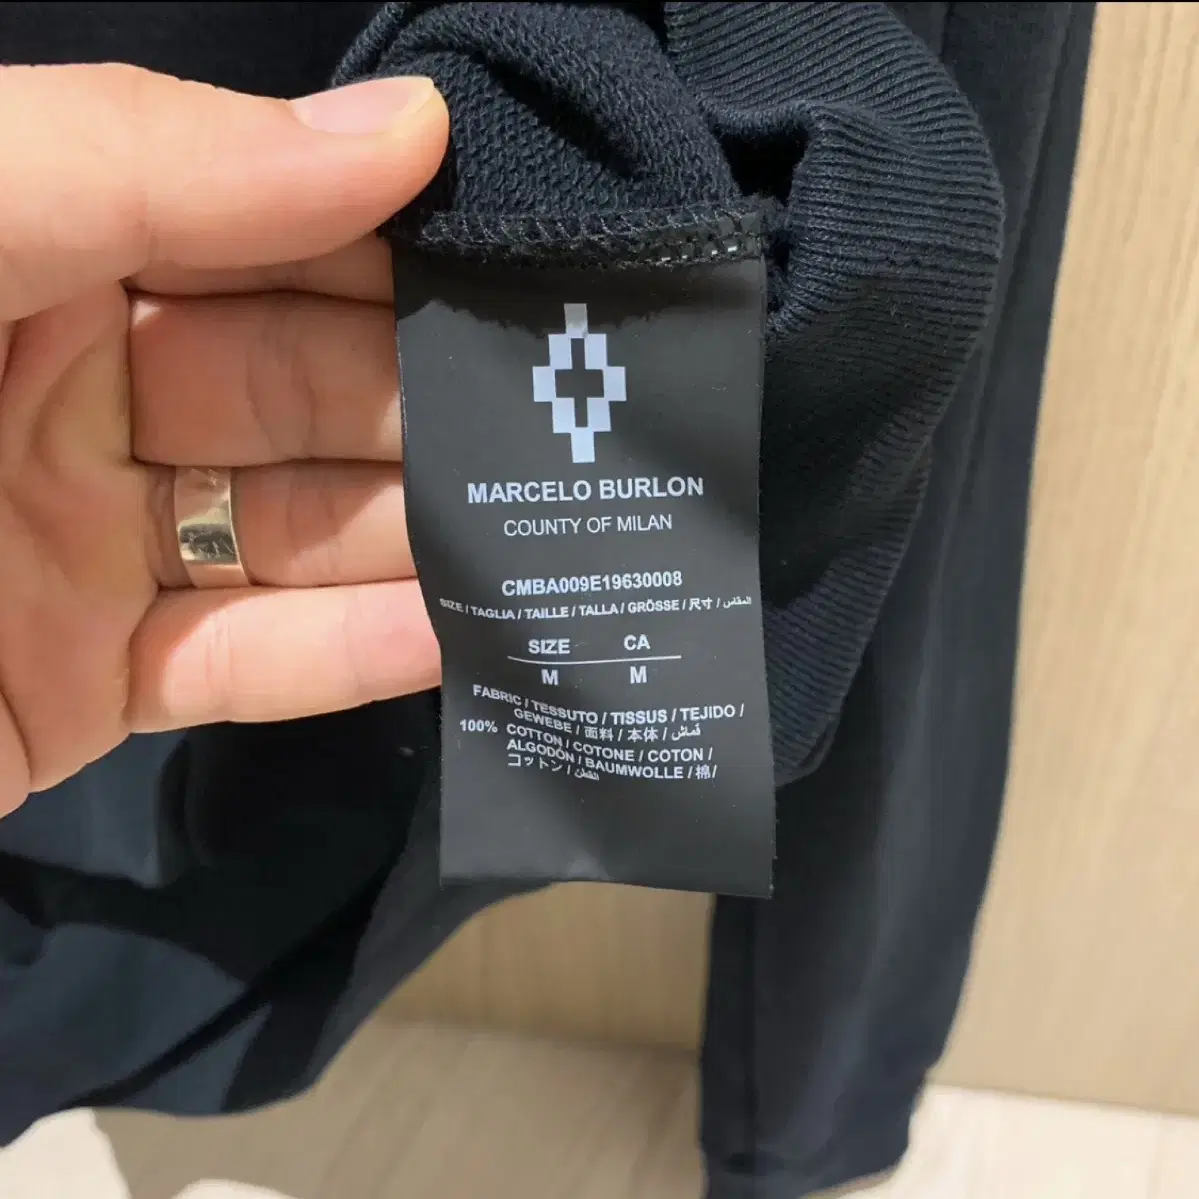 MARCELO BURLON
COUNTY OF MILAN
CMBA009E19630008
SIZE / TAGLIA / TAILLE / TALLA / GRÖSSE / 尺寸 / المقاس
SIZE CA
M M
FABRIC / TESSUTO / TISSUS / TEJIDO /
GEWEBE / 面料 / 本体 / قماش
100% COTTON / COTONE / COTON /
ALGODÓN / BAUMWOLLE / 棉/
コットン / القطن